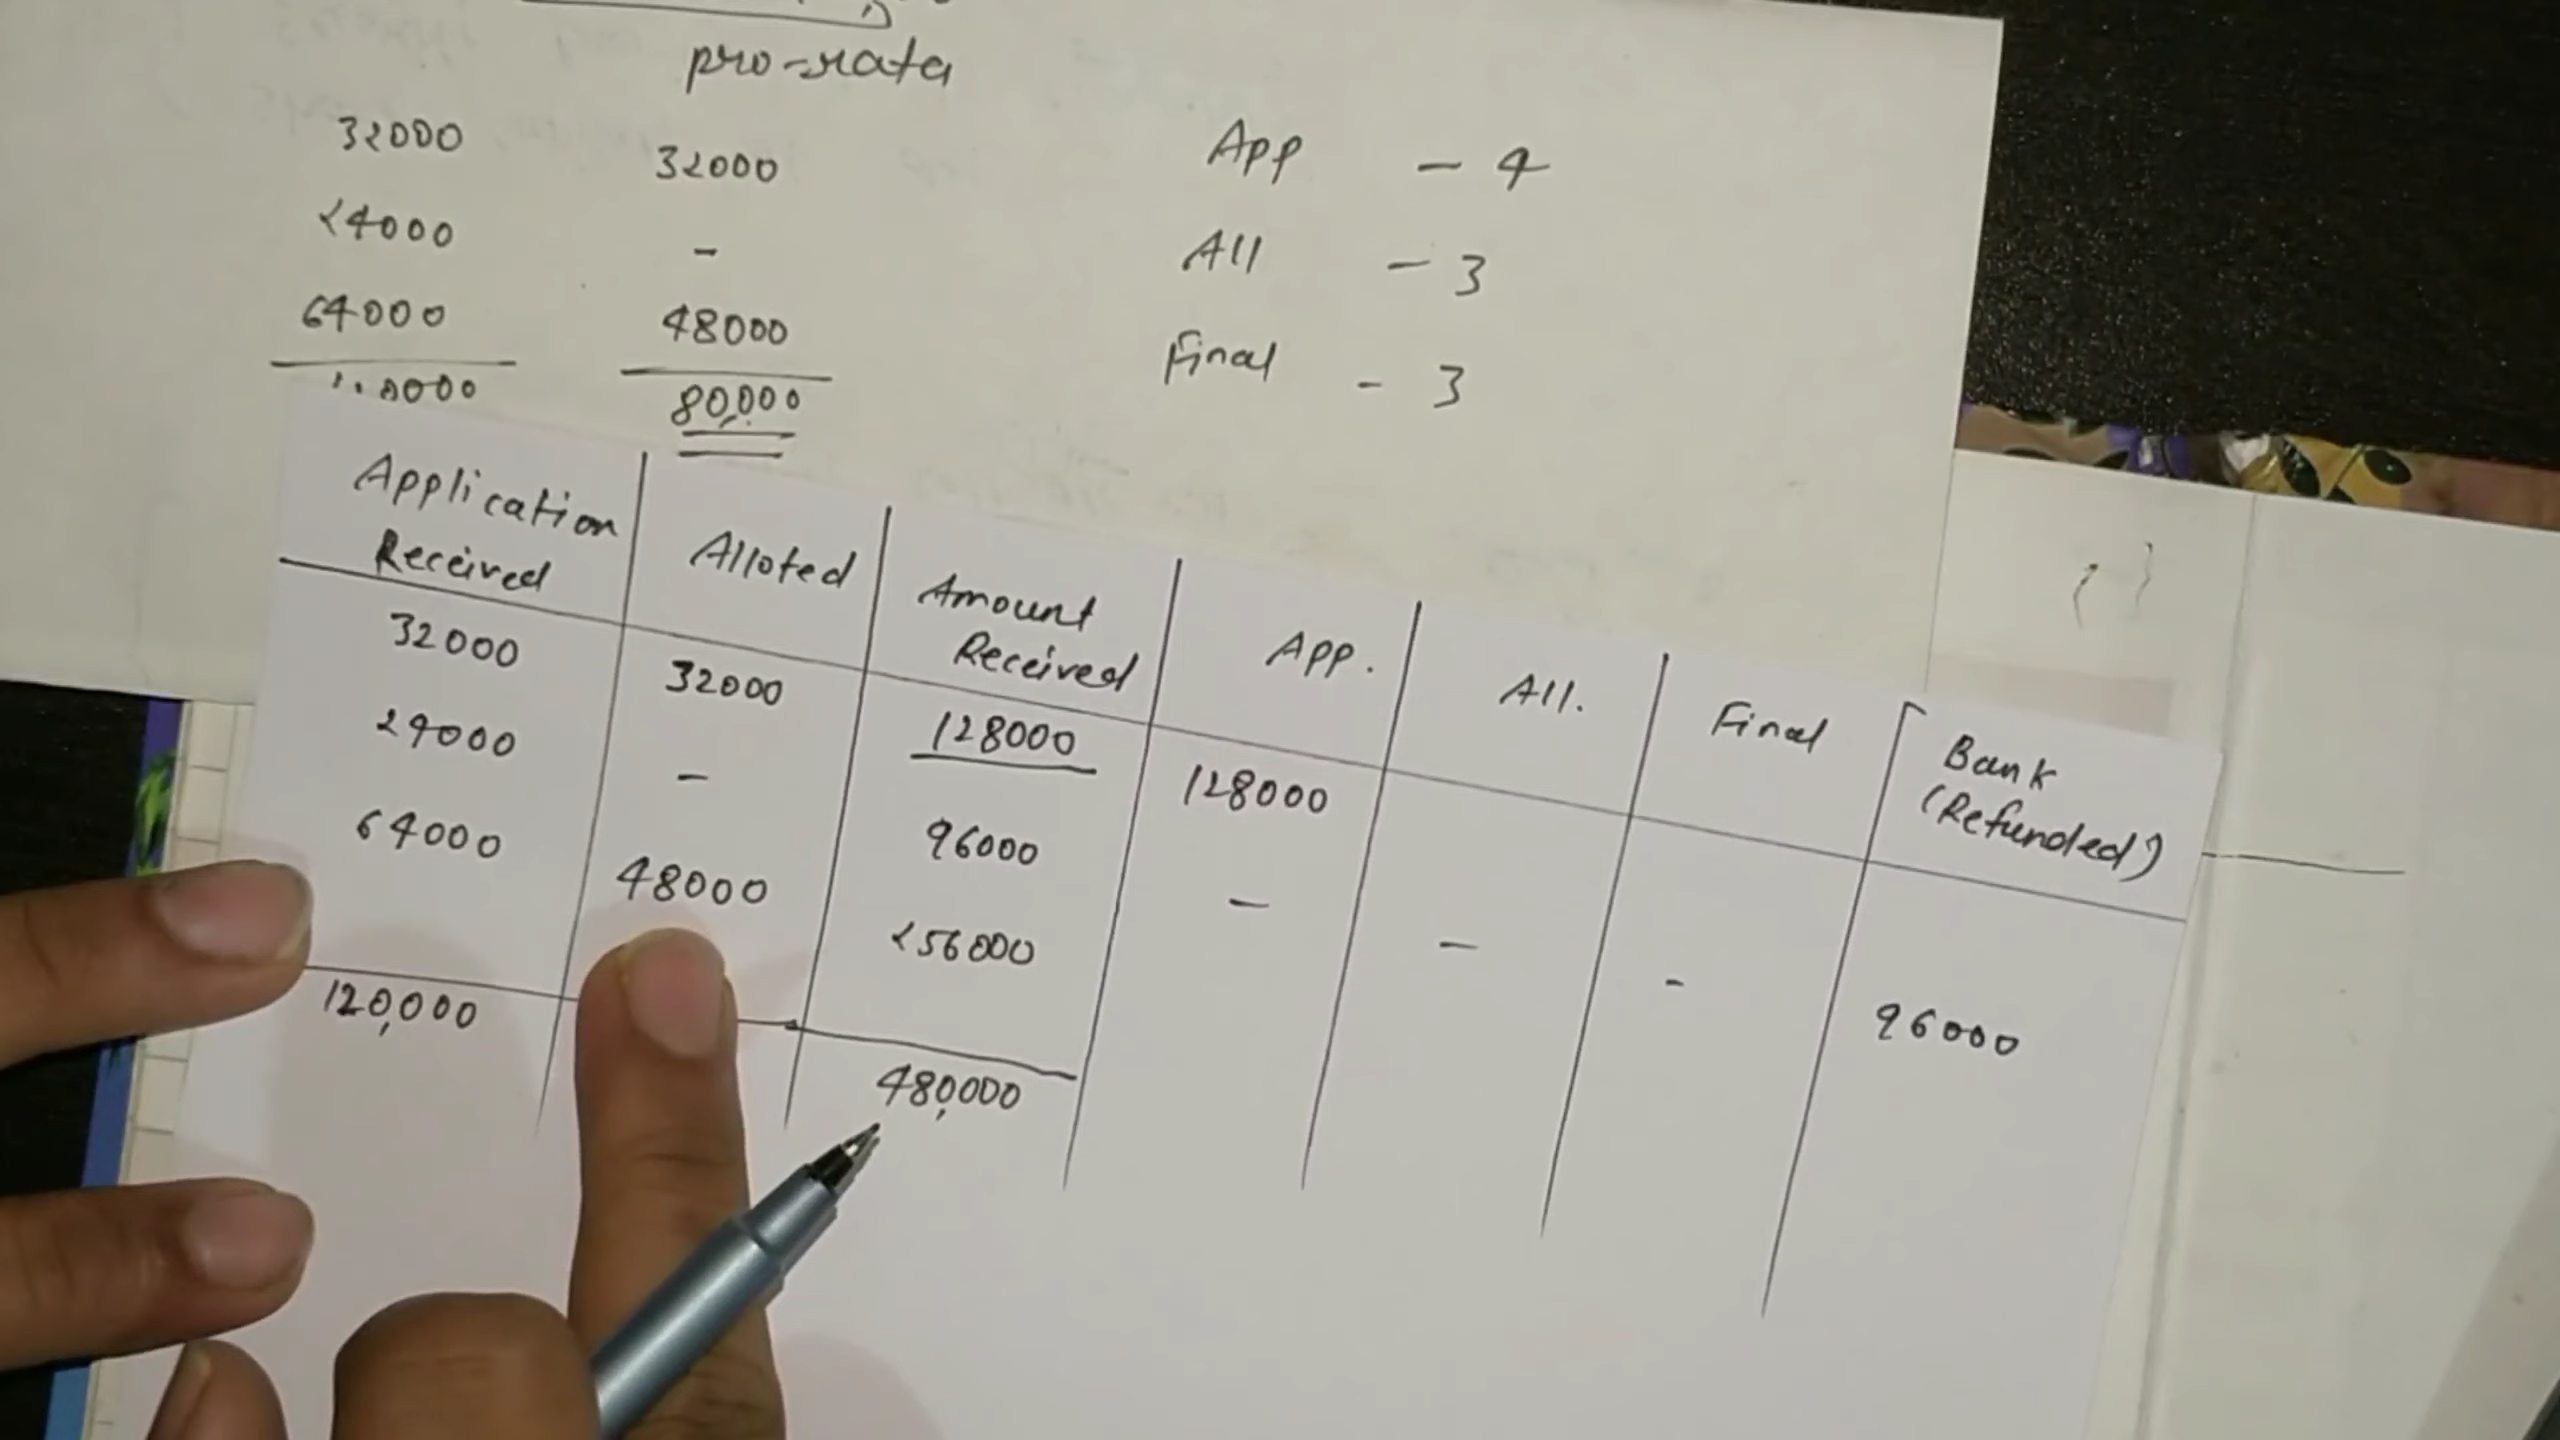 pro-rata
32000 32000 App - 4
24000 - All - 3
64000 48000 Final - 3
80,000
Application Received Alloted Amount Received App. All. Final Bank (Refunded)
32000 32000 128000 128000
24000 - 96000 - - - 96000
64000 48000 256000
120,000 480,000